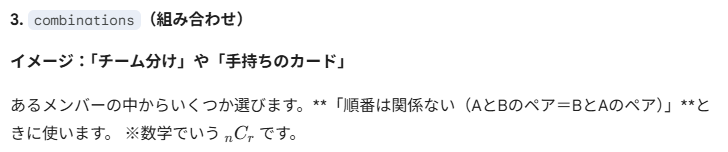 3. combinations（組み合わせ）
イメージ：「チーム分け」や「手持ちのカード」
あるメンバーの中からいくつか選びます。**「順番は関係ない（AとBのペア＝BとAのペア）」**と
きに使います。 ※数学でいう nCr です。